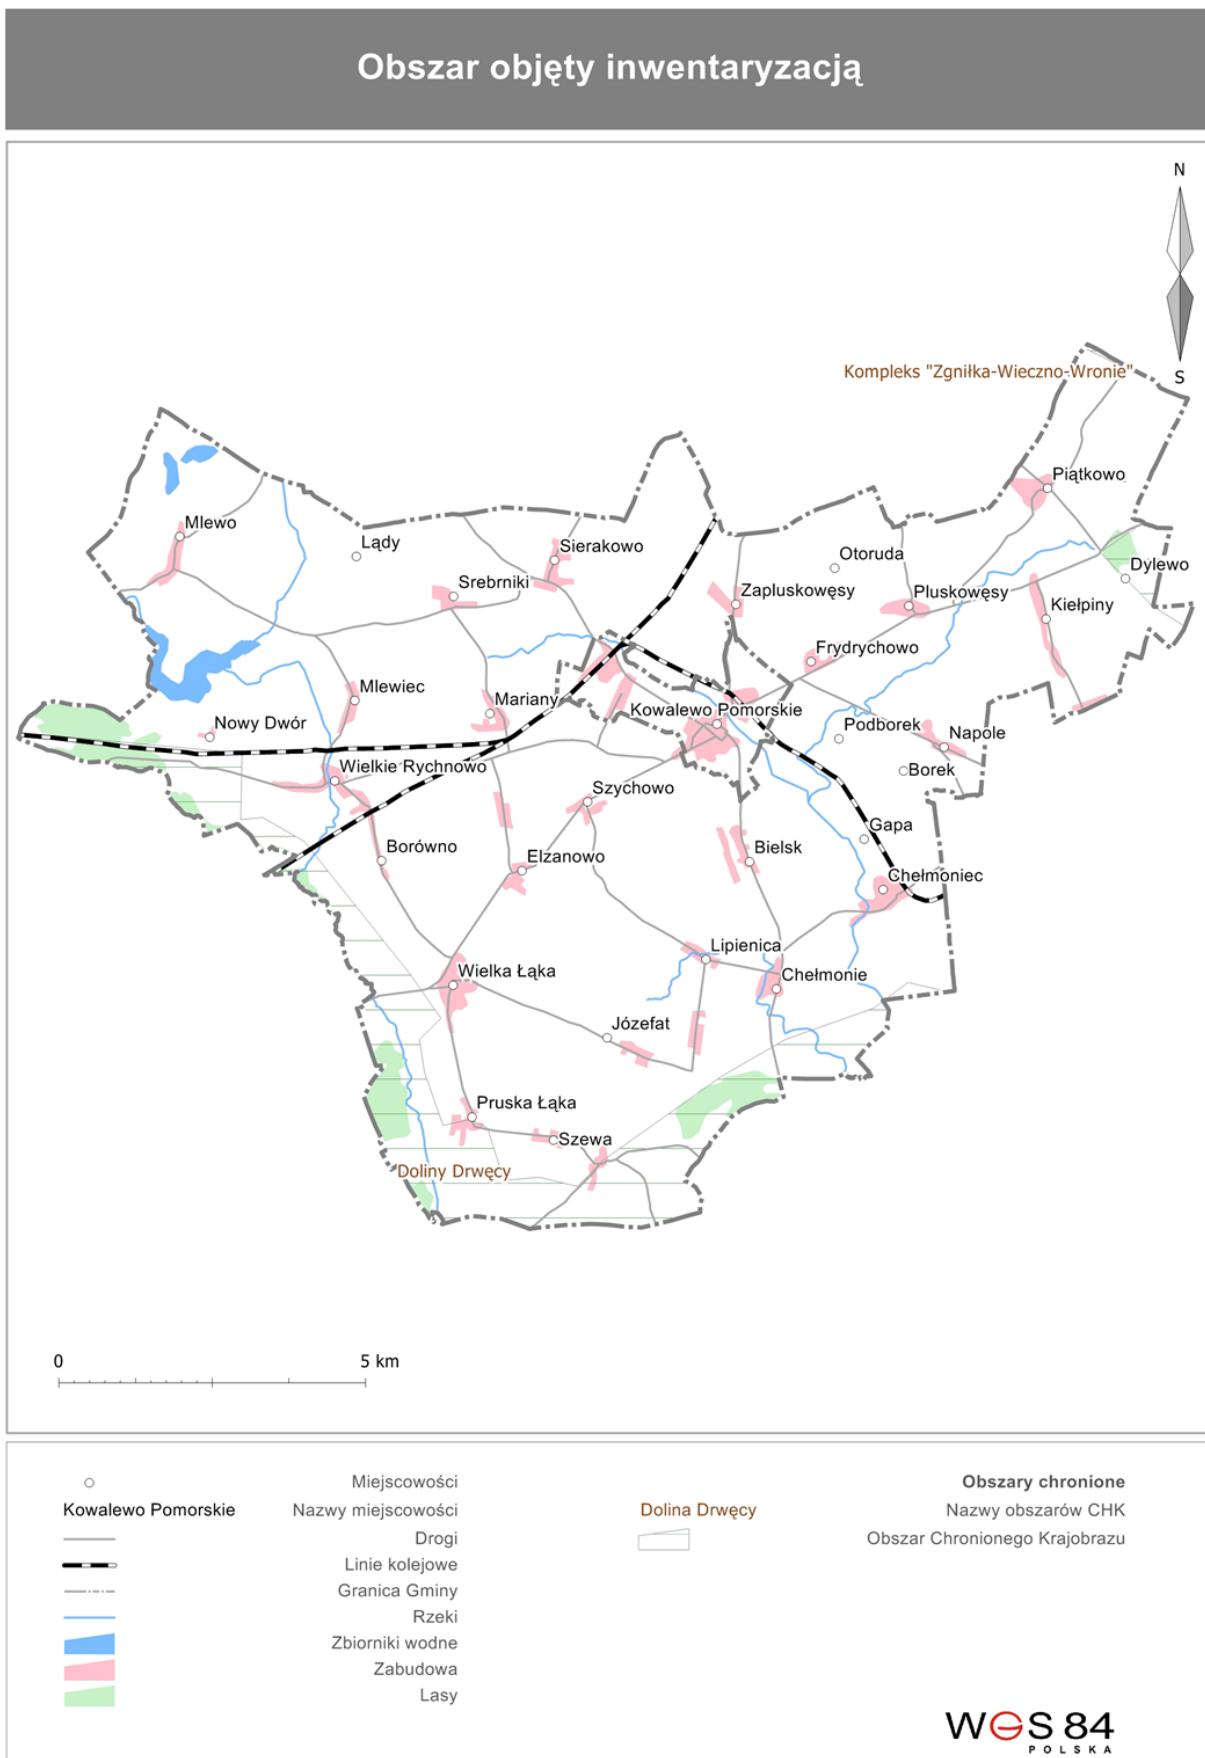 Obszar objęty inwentaryzacją
N
S
Kompleks "Zgniłka-Wieczno-Wronie"
Piątkowo
Mlewo
Lądy
Sierakowo
Otoruda
Dylewo
Srebrniki
Zapluskowęsy
Pluskowęsy
Kiełpiny
Frydrychowo
Mlewiec
Mariany
Kowalewo Pomorskie
Nowy Dwór
Podborek
Napole
Wielkie Rychnowo
Borek
Szychowo
Gapa
Borówno
Elzanowo
Bielsk
Chełmoniec
Lipienica
Wielka Łąka
Chełmonie
Józefat
Pruska Łąka
Szewa
Doliny Drwęcy
0 5 km
Miejscowości
Kowalewo Pomorskie Nazwy miejscowości
Drogi
Linie kolejowe
Granica Gminy
Rzeki
Zbiorniki wodne
Zabudowa
Lasy
Obszary chronione
Dolina Drwęcy Nazwy obszarów CHK
Obszar Chronionego Krajobrazu
WGS 84
POLSKA